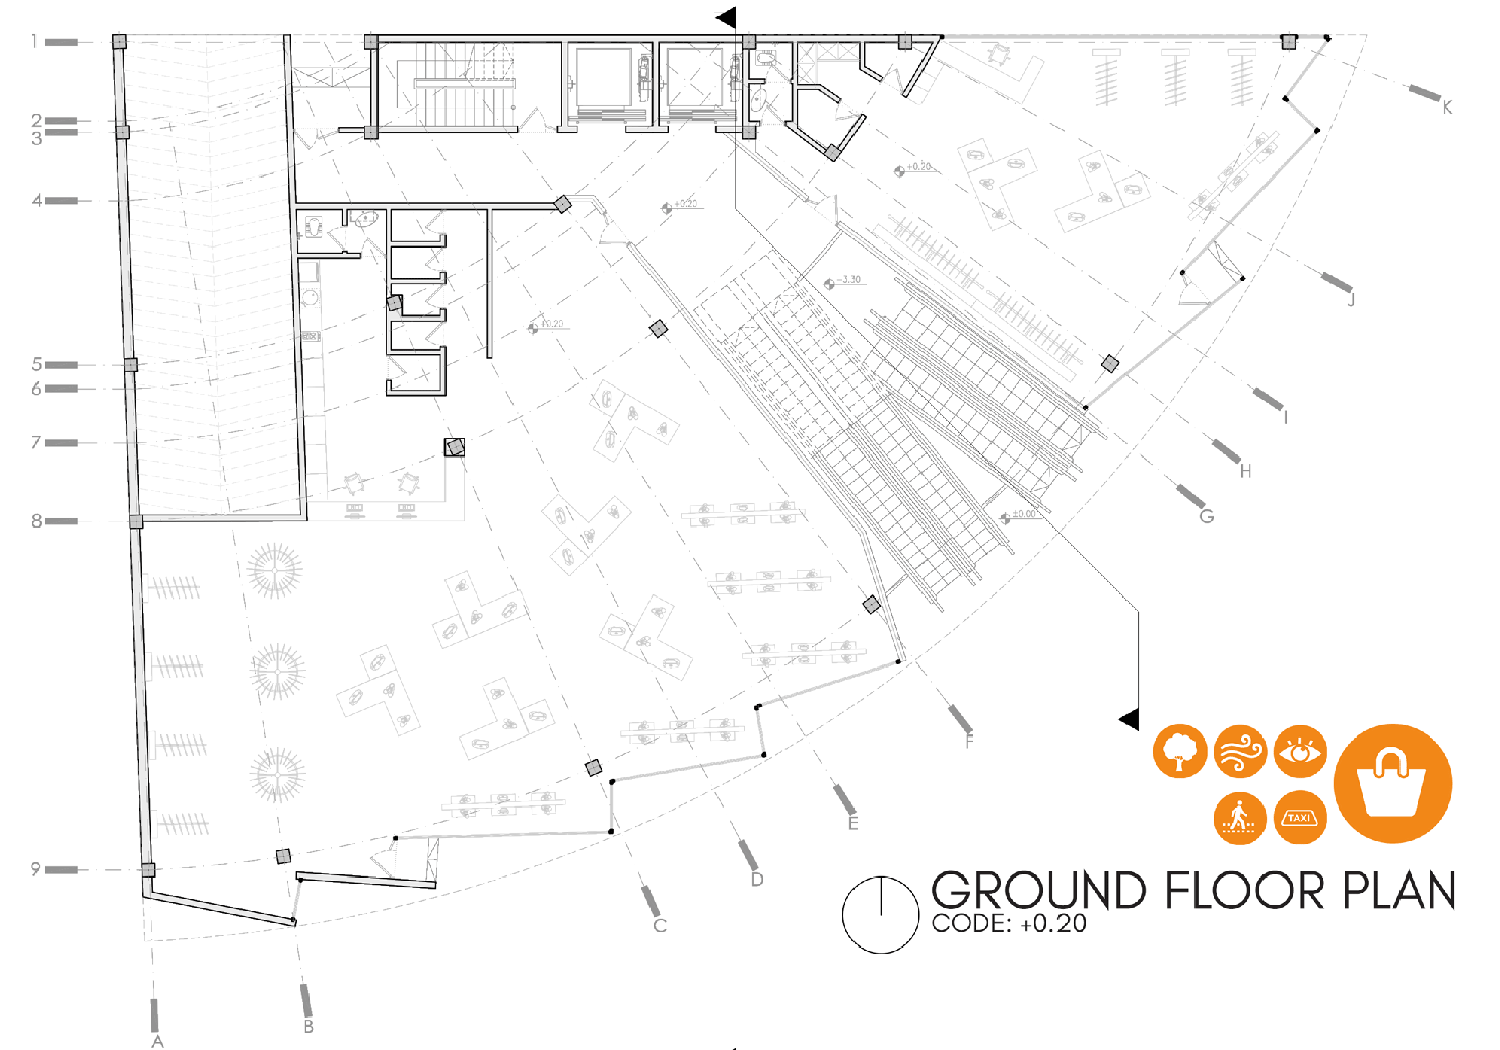 1
2
3
4
5
6
7
8
9
K
J
I
H
G
F
E
D
C
B
A
+0.20
+0.20
-3.30
+0.20
±0.00
TAXI
GROUND FLOOR PLAN
CODE: +0.20